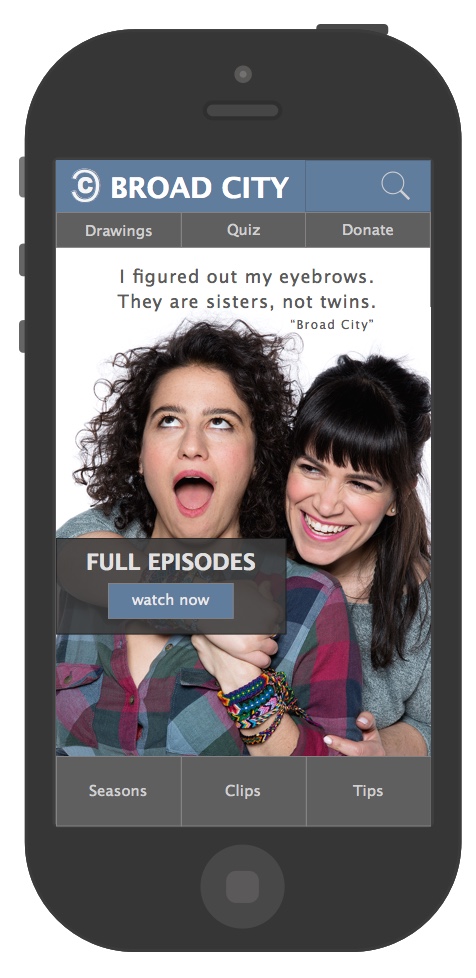 BROAD CITY
Drawings Quiz Donate
I figured out my eyebrows.
They are sisters, not twins.
“Broad City”
FULL EPISODES
watch now
Seasons Clips Tips